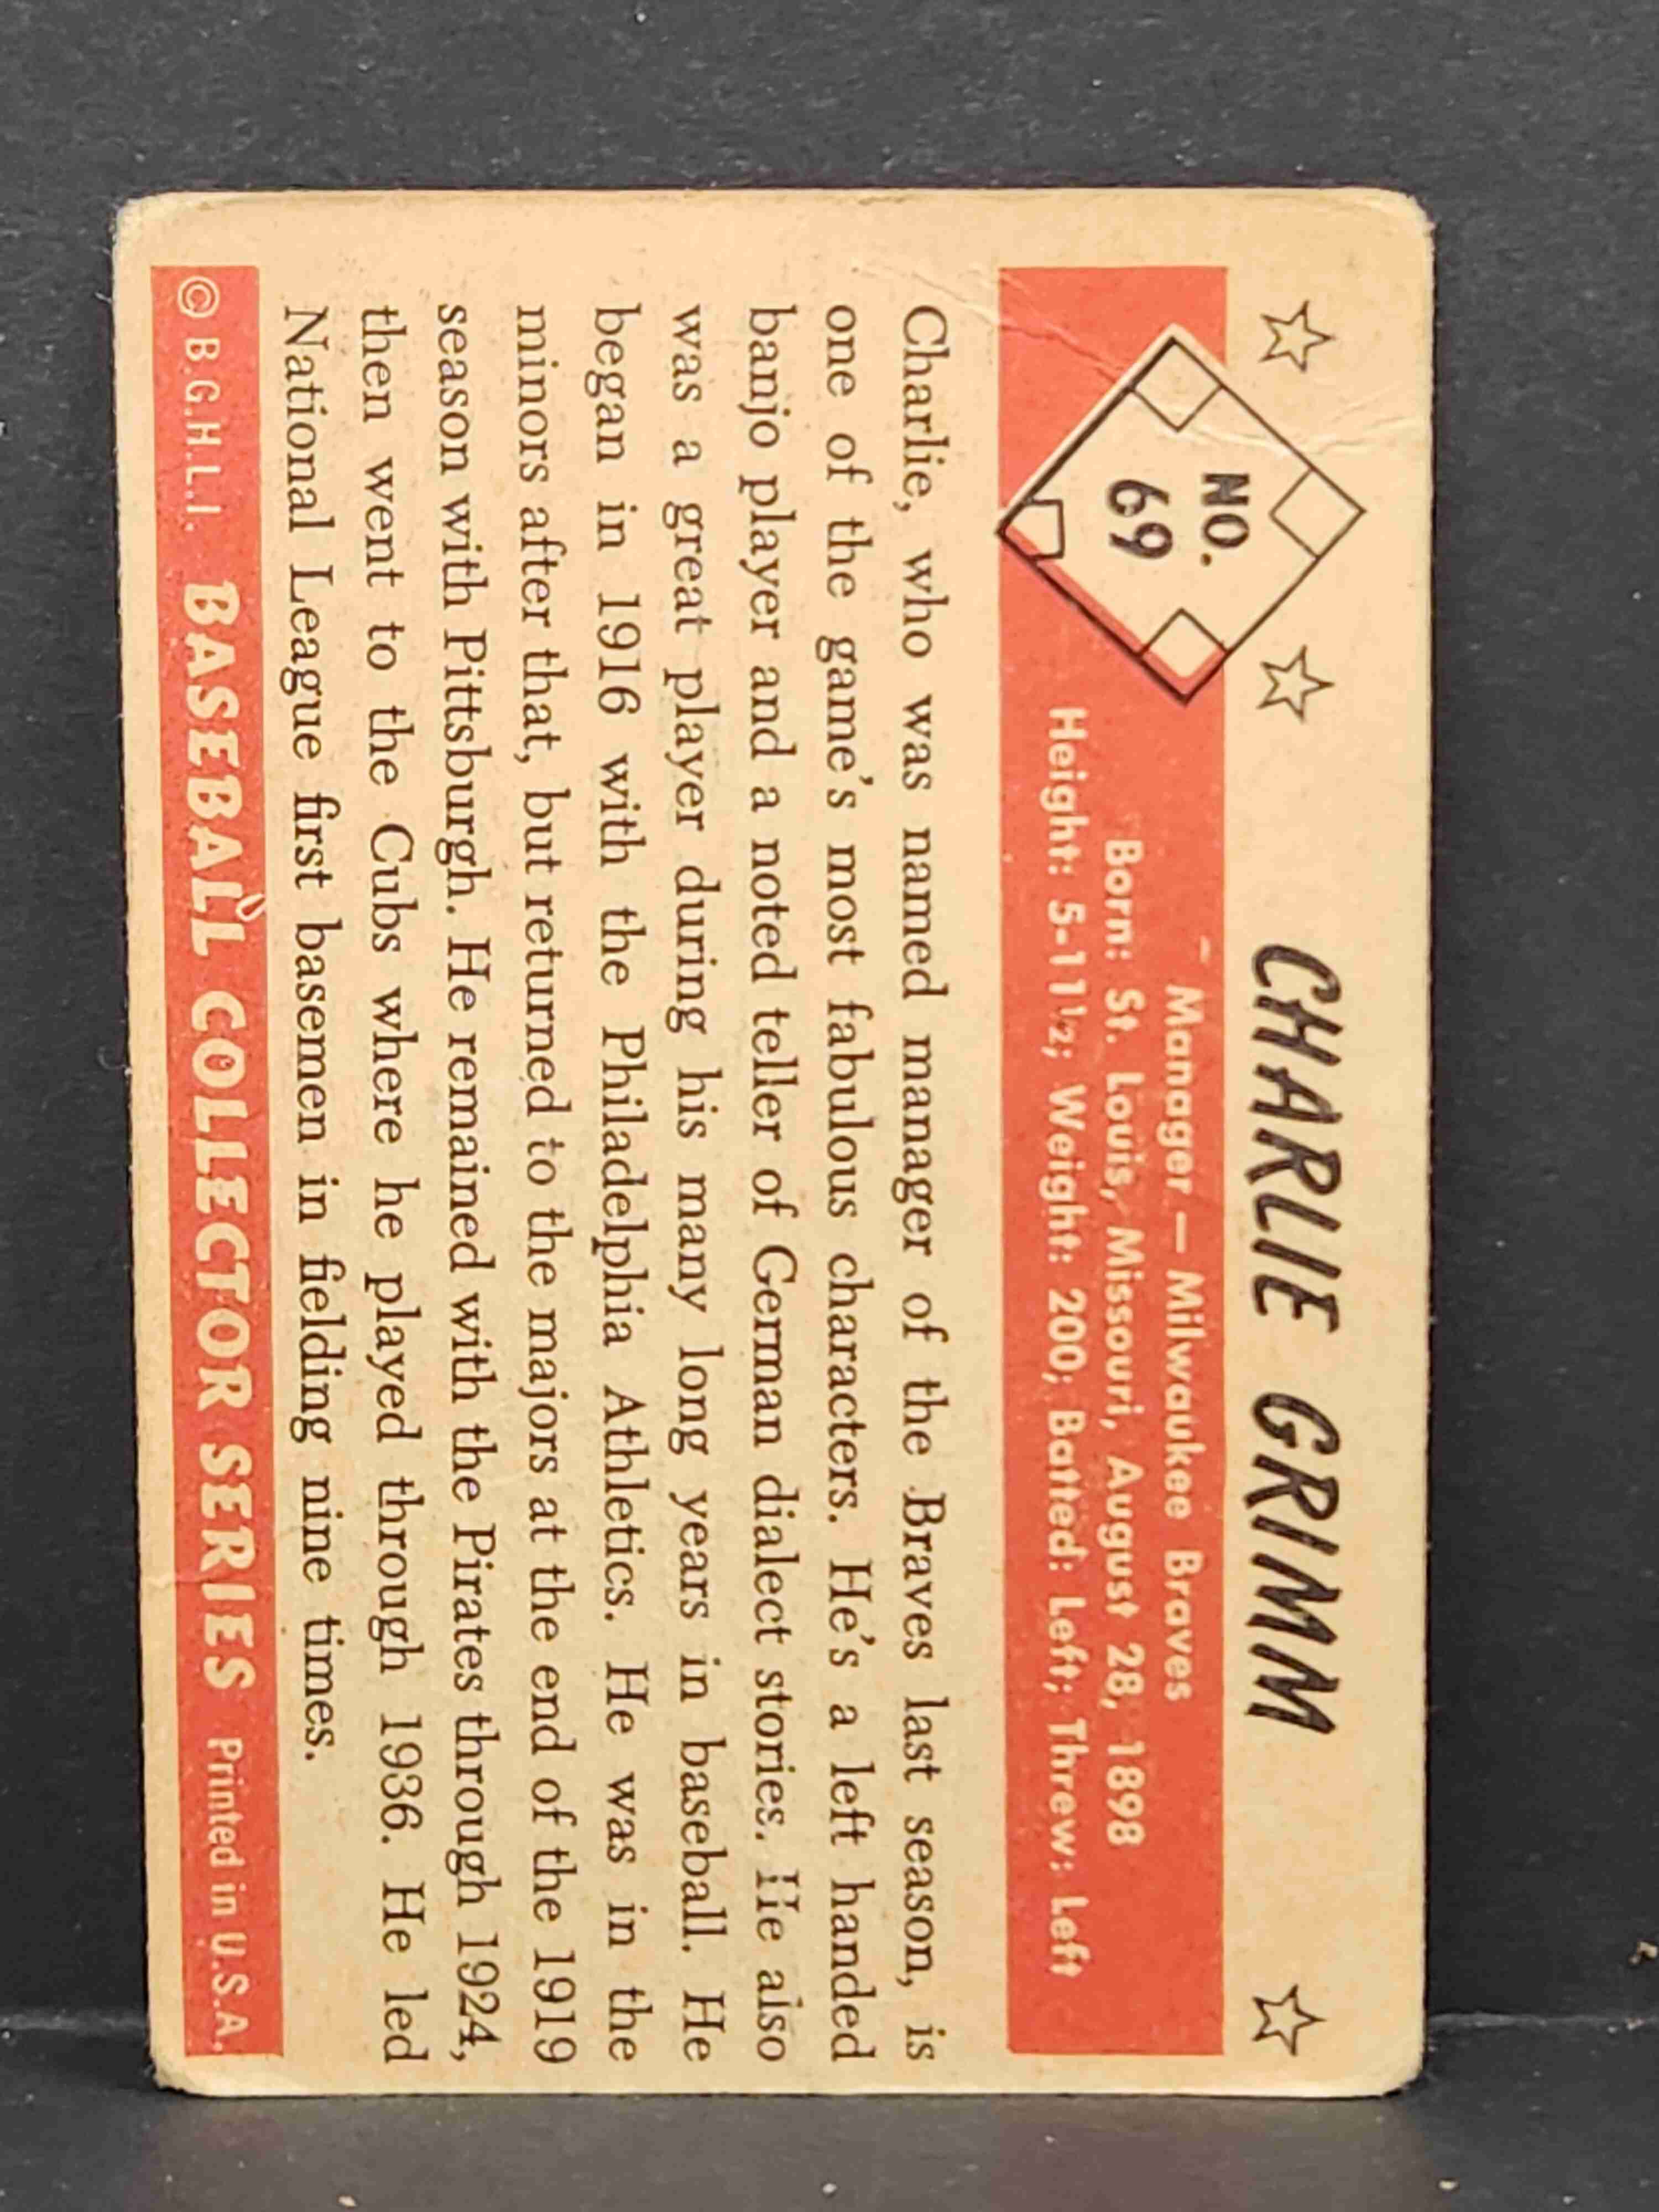 CHARLIE GRIMM
NO.
69
Manager — Milwaukee Braves
Born: St. Louis, Missouri, August 28, 1898
Height: 5-11½; Weight: 200; Batted: Left; Threw: Left
Charlie, who was named manager of the Braves last season, is
one of the game's most fabulous characters. He's a left handed
banjo player and a noted teller of German dialect stories. He also
was a great player during his many long years in baseball. He
began in 1916 with the Philadelphia Athletics. He was in the
minors after that, but returned to the majors at the end of the 1919
season with Pittsburgh. He remained with the Pirates through 1924,
then went to the Cubs where he played through 1936. He led
National League first basemen in fielding nine times.
© B.G.H.L.I. BASEBALL COLLECTOR SERIES Printed in U.S.A.